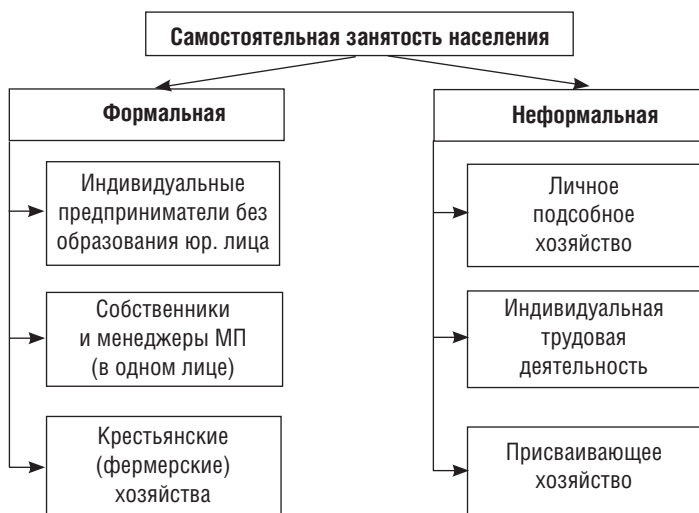 Самостоятельная занятость населения
Формальная
Индивидуальные
предприниматели без
образования юр. лица
Собственники
и менеджеры МП
(в одном лице)
Крестьянские
(фермерские)
хозяйства
Неформальная
Личное
подсобное
хозяйство
Индивидуальная
трудовая
деятельность
Присваивающее
хозяйство